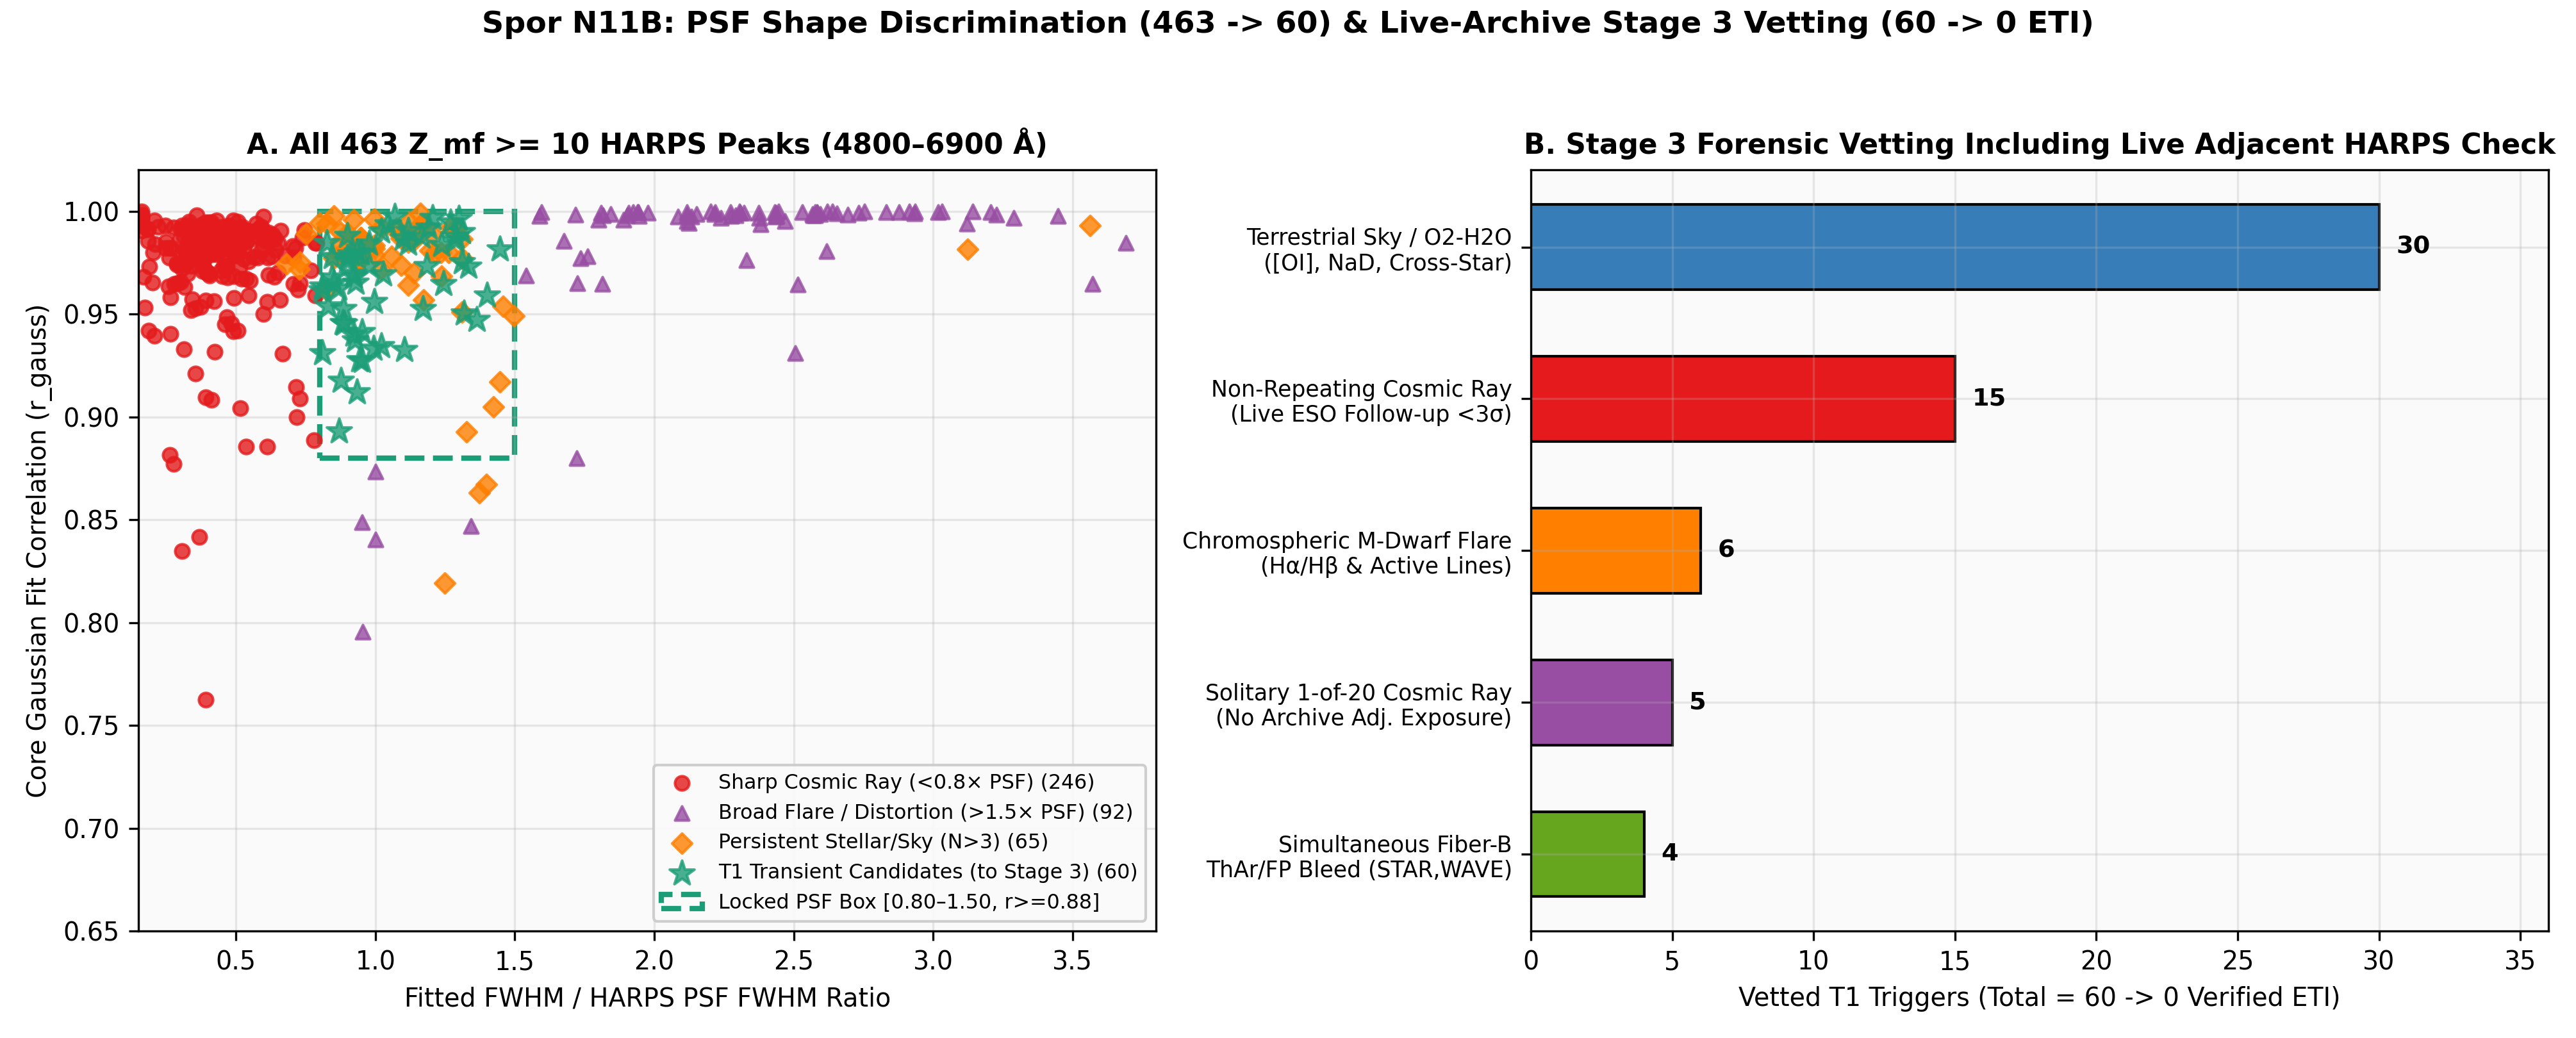 Spor N11B: PSF Shape Discrimination (463 -> 60) & Live-Archive Stage 3 Vetting (60 -> 0 ETI)
A. All 463 Z_mf >= 10 HARPS Peaks (4800–6900 Å)
Core Gaussian Fit Correlation (r_gauss)
1.00
0.95
0.90
0.85
0.80
0.75
0.70
0.65
0.5
1.0
1.5
2.0
2.5
3.0
3.5
Fitted FWHM / HARPS PSF FWHM Ratio
Sharp Cosmic Ray (<0.8× PSF) (246)
Broad Flare / Distortion (>1.5× PSF) (92)
Persistent Stellar/Sky (N>3) (65)
T1 Transient Candidates (to Stage 3) (60)
Locked PSF Box [0.80–1.50, r>=0.88]
B. Stage 3 Forensic Vetting Including Live Adjacent HARPS Check
Terrestrial Sky / O2-H2O
([OI], NaD, Cross-Star)
30
Non-Repeating Cosmic Ray
(Live ESO Follow-up <3σ)
15
Chromospheric M-Dwarf Flare
(Hα/Hβ & Active Lines)
6
Solitary 1-of-20 Cosmic Ray
(No Archive Adj. Exposure)
5
Simultaneous Fiber-B
ThAr/FP Bleed (STAR,WAVE)
4
0
5
10
15
20
25
30
35
Vetted T1 Triggers (Total = 60 -> 0 Verified ETI)